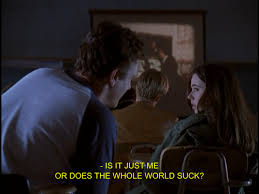 - IS IT JUST ME
OR DOES THE WHOLE WORLD SUCK?